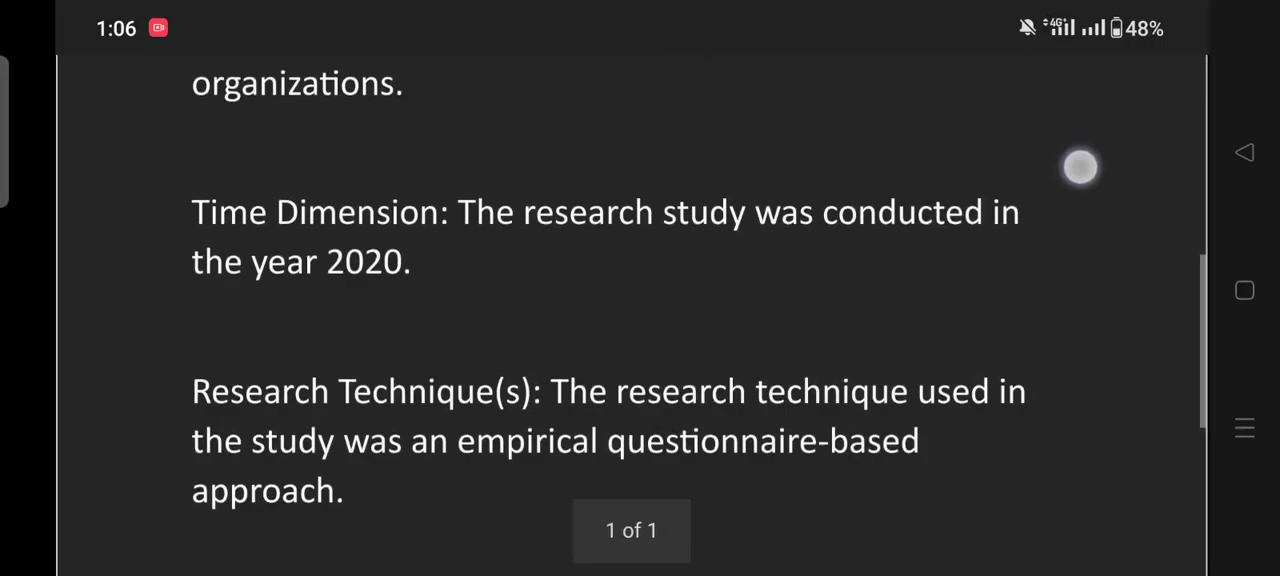 1:06
4G+ 48%
organizations.
Time Dimension: The research study was conducted in
the year 2020.
Research Technique(s): The research technique used in
the study was an empirical questionnaire-based
approach.
1 of 1